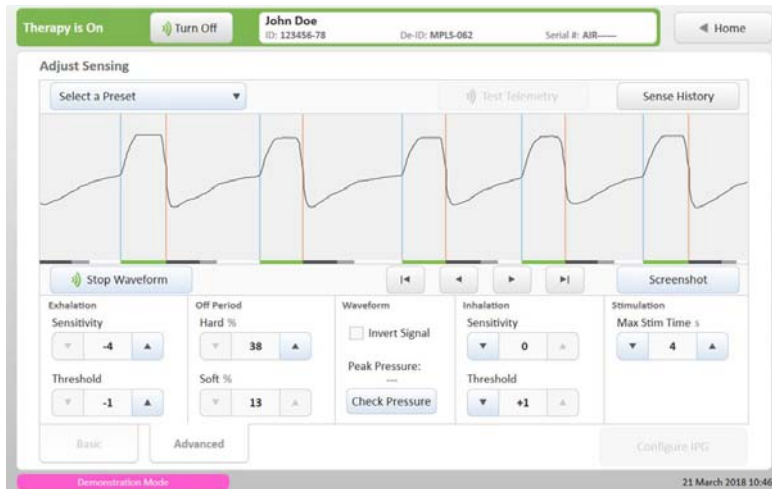 Therapy is On
Turn Off
John Doe
ID: 123456-78 De-ID: MPLS-062 Serial #: AIR------
Home
Adjust Sensing
Select a Preset
Test Telemetry
Sense History
Stop Waveform
Screenshot
Exhalation
Sensitivity
-4
Threshold
-1
Off Period
Hard %
38
Soft %
13
Waveform
Invert Signal
Peak Pressure:
---
Check Pressure
Inhalation
Sensitivity
0
Threshold
+1
Stimulation
Max Stim Time s
4
Basic
Advanced
Configure IPG
Demonstration Mode
21 March 2018 10:46